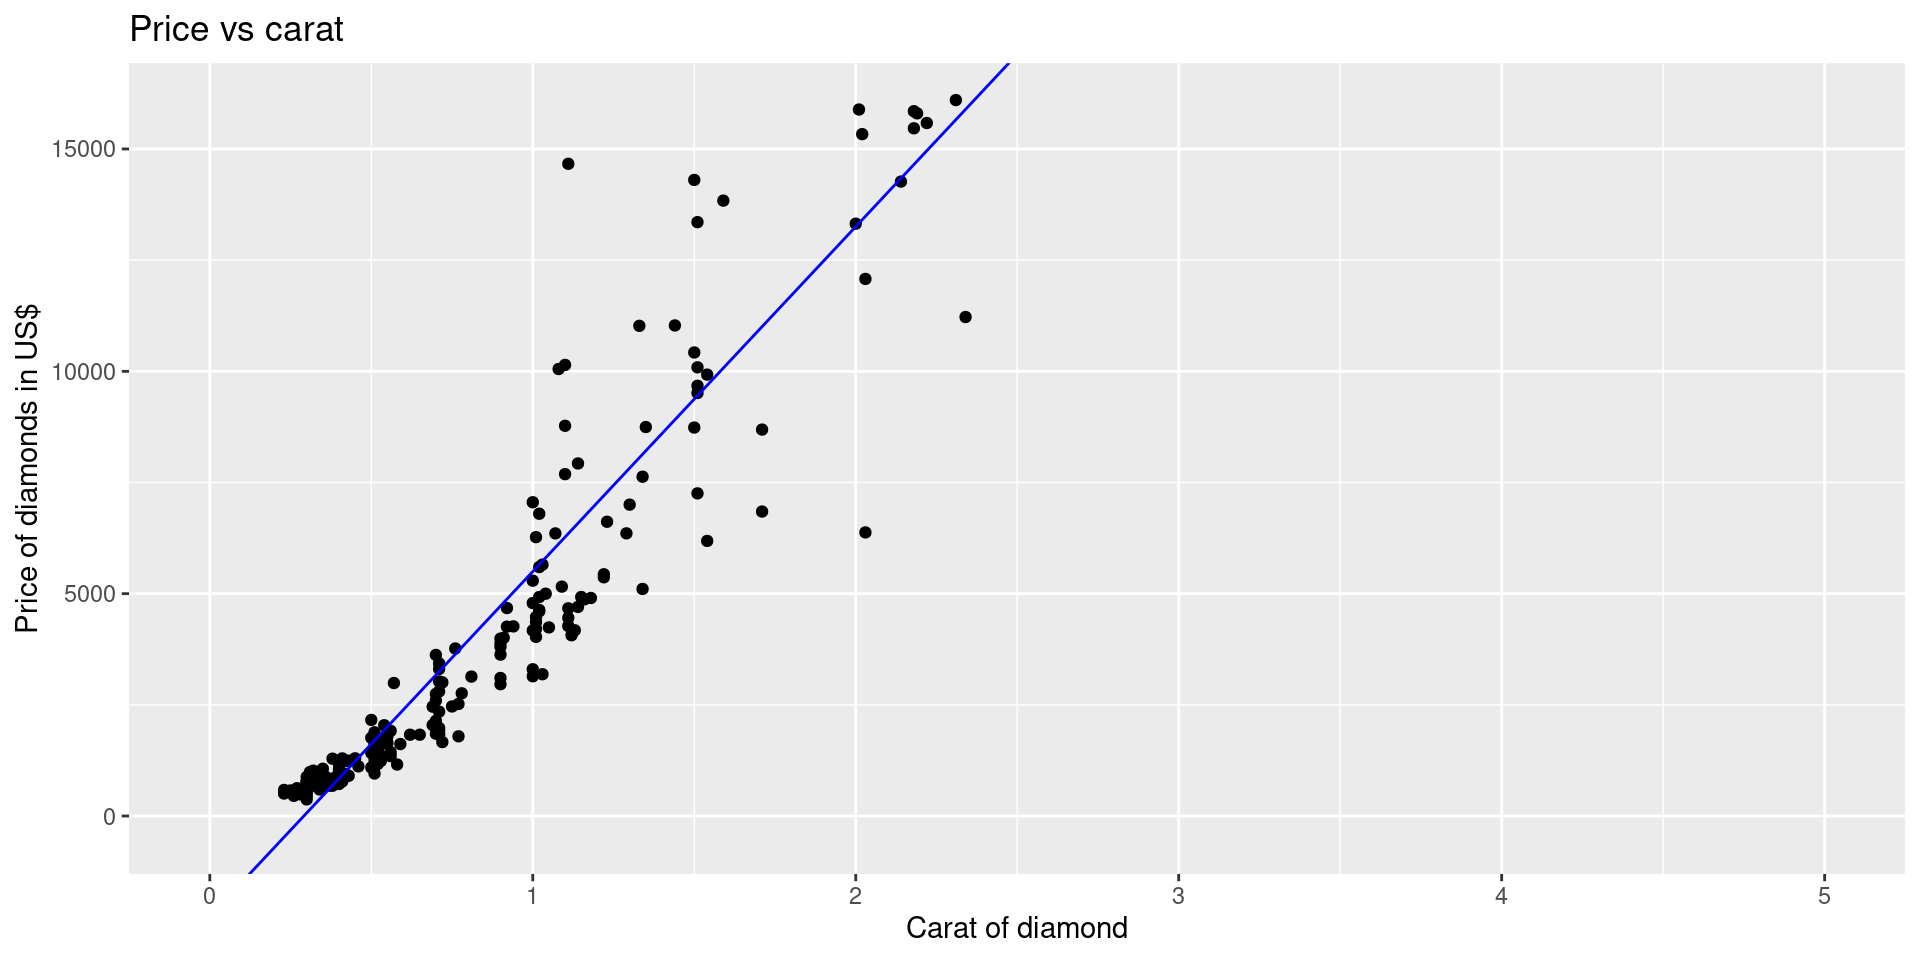 Price vs carat
Price of diamonds in US$
15000
10000
5000
0
0 1 2 3 4 5
Carat of diamond